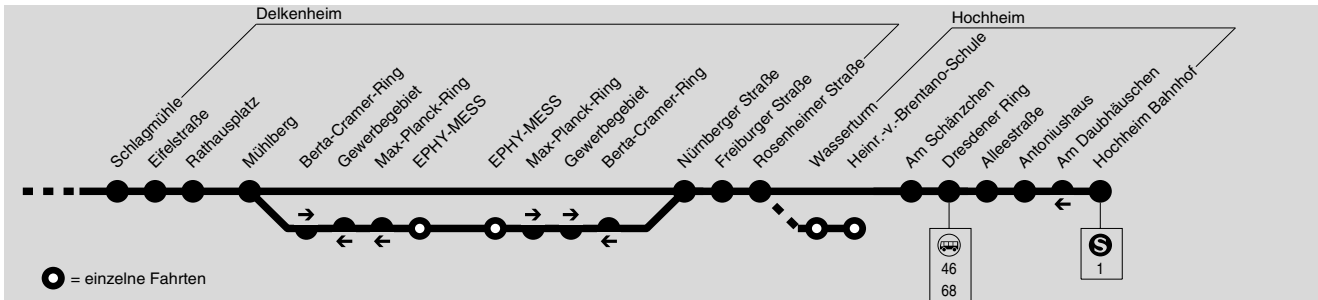 Delkenheim
Hochheim
Schlagmühle
Eifelstraße
Rathausplatz
Mühlberg
Berta-Cramer-Ring
Gewerbegebiet
Max-Planck-Ring
EPHY-MESS
EPHY-MESS
Max-Planck-Ring
Gewerbegebiet
Berta-Cramer-Ring
Nürnberger Straße
Freiburger Straße
Rosenheimer Straße
Wasserturm
Heinr.-v.-Brentano-Schule
Am Schänzchen
Dresdener Ring
Alleestraße
Antoniushaus
Am Daubhäuschen
Hochheim Bahnhof
S
46
1
68
= einzelne Fahrten